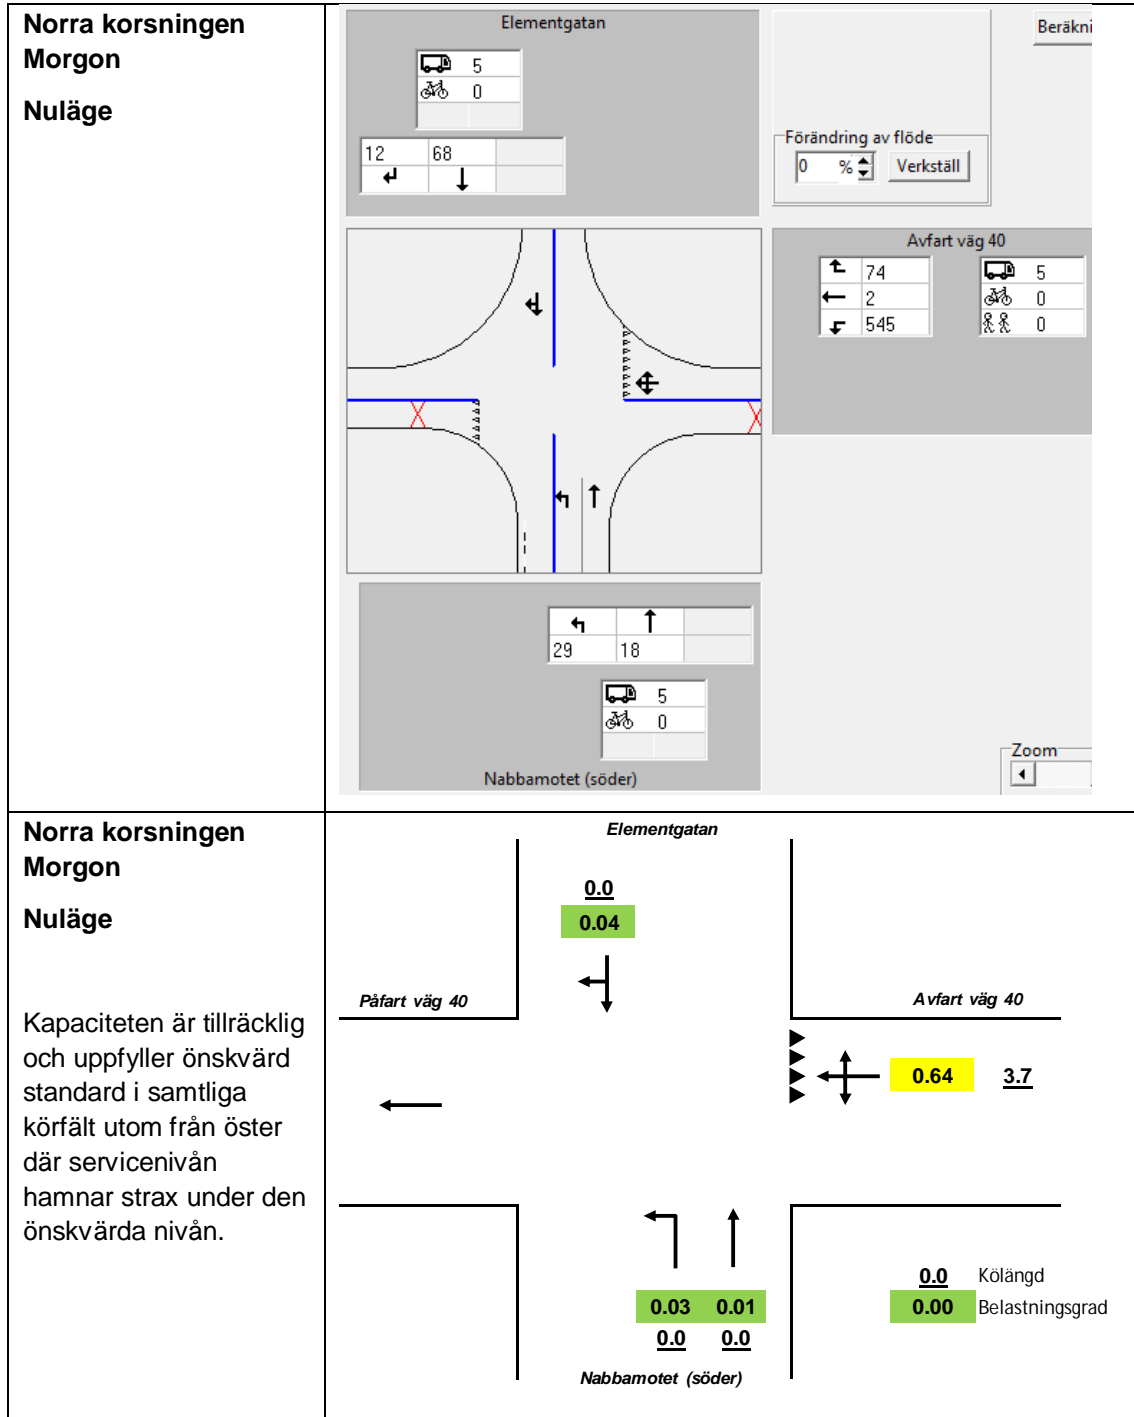 Norra korsningen
Morgon
Nuläge
Elementgatan
5
0
12 68
Beräkni
Förändring av flöde
0 % Verkställ
Avfart väg 40
74
2
545
5
0
0
29 18
5
0
Nabbamotet (söder)
Zoom
Norra korsningen
Morgon
Nuläge
Kapaciteten är tillräcklig
och uppfyller önskvärd
standard i samtliga
körfält utom från öster
där servicenivån
hamnar strax under den
önskvärda nivån.
Elementgatan
0.0
0.04
Påfart väg 40
Avfart väg 40
0.64 3.7
0.03 0.01
0.0 0.0
Nabbamotet (söder)
0.0 Kölängd
0.00 Belastningsgrad